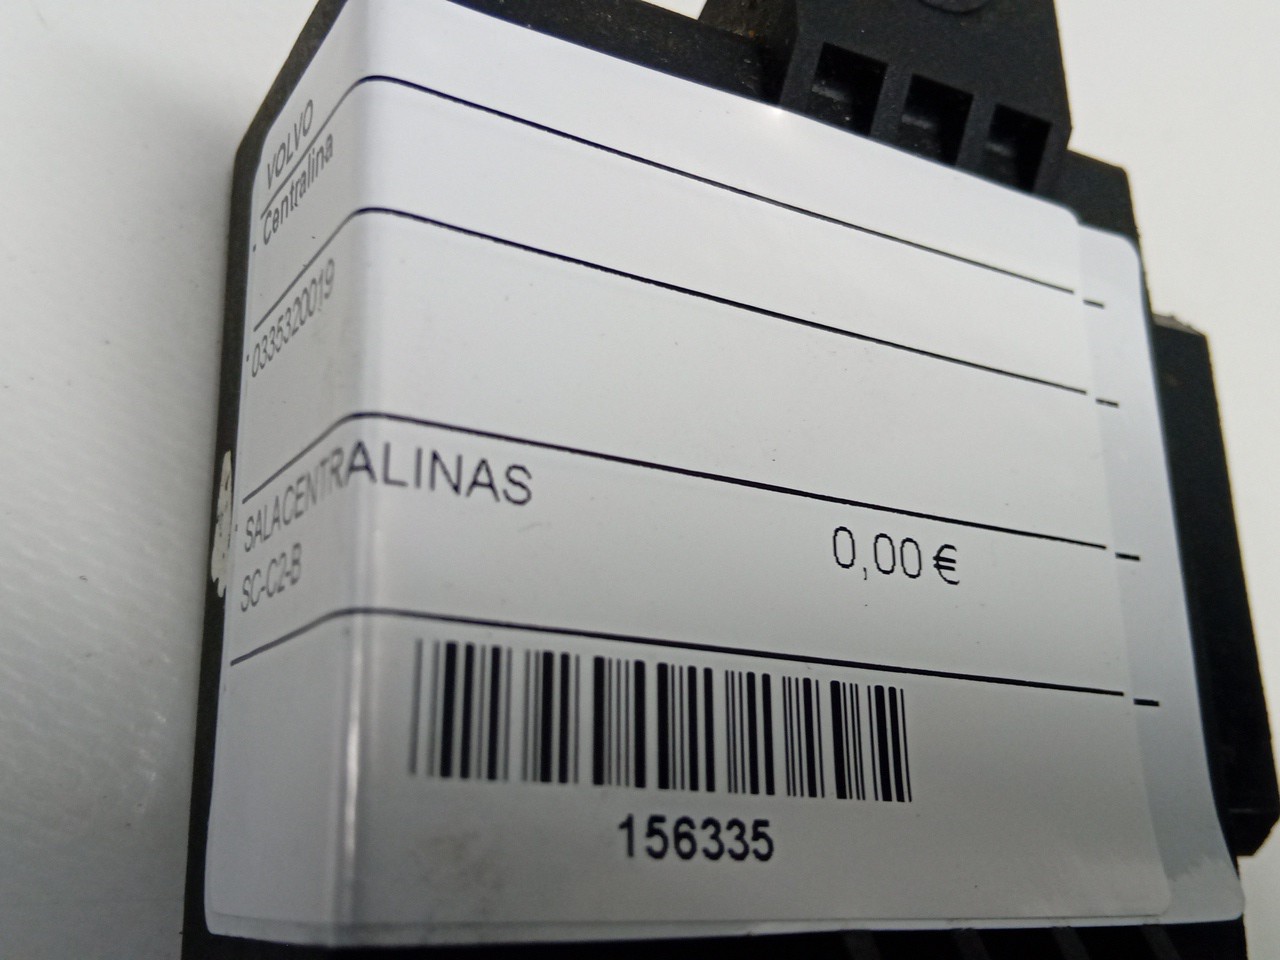 VOLVO
Centralina
0335320019
SALACENTRALINAS
SC-C2-B
0,00 €
156335